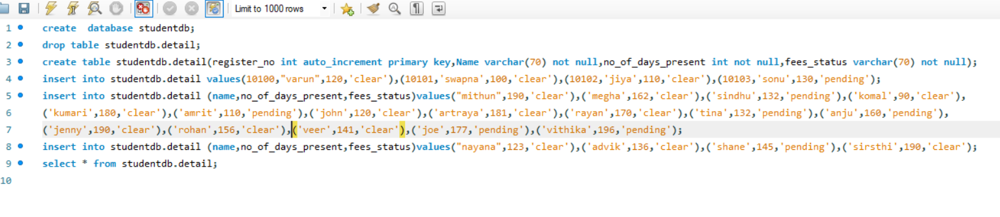 Limit to 1000 rows
1 create  database studentdb;
2 drop table studentdb.detail;
3 create table studentdb.detail(register_no int auto_increment primary key,Name varchar(70) not null,no_of_days_present int not null,fees_status varchar(70) not null);
4 insert into studentdb.detail values(10100,"varun",120,'clear'),(10101,'swapna',100,'clear'),(10102,'jiya',110,'clear'),(10103,'sonu',130,'pending');
5 insert into studentdb.detail (name,no_of_days_present,fees_status)values("mithun",190,'clear'),('megha',162,'clear'),('sindhu',132,'pending'),('komal',90,'clear'),
6 ('kumari',180,'clear'),('amrit',110,'pending'),('john',120,'clear'),('artraya',181,'clear'),('rayan',170,'clear'),('tina',132,'pending'),('anju',160,'pending'),
7 ('jenny',190,'clear'),('rohan',156,'clear'),('veer',141,'clear'),('joe',177,'pending'),('vithika',196,'pending');
8 insert into studentdb.detail (name,no_of_days_present,fees_status)values("nayana",123,'clear'),('advik',136,'clear'),('shane',145,'pending'),('sirsthi',190,'clear');
9 select * from studentdb.detail;
10